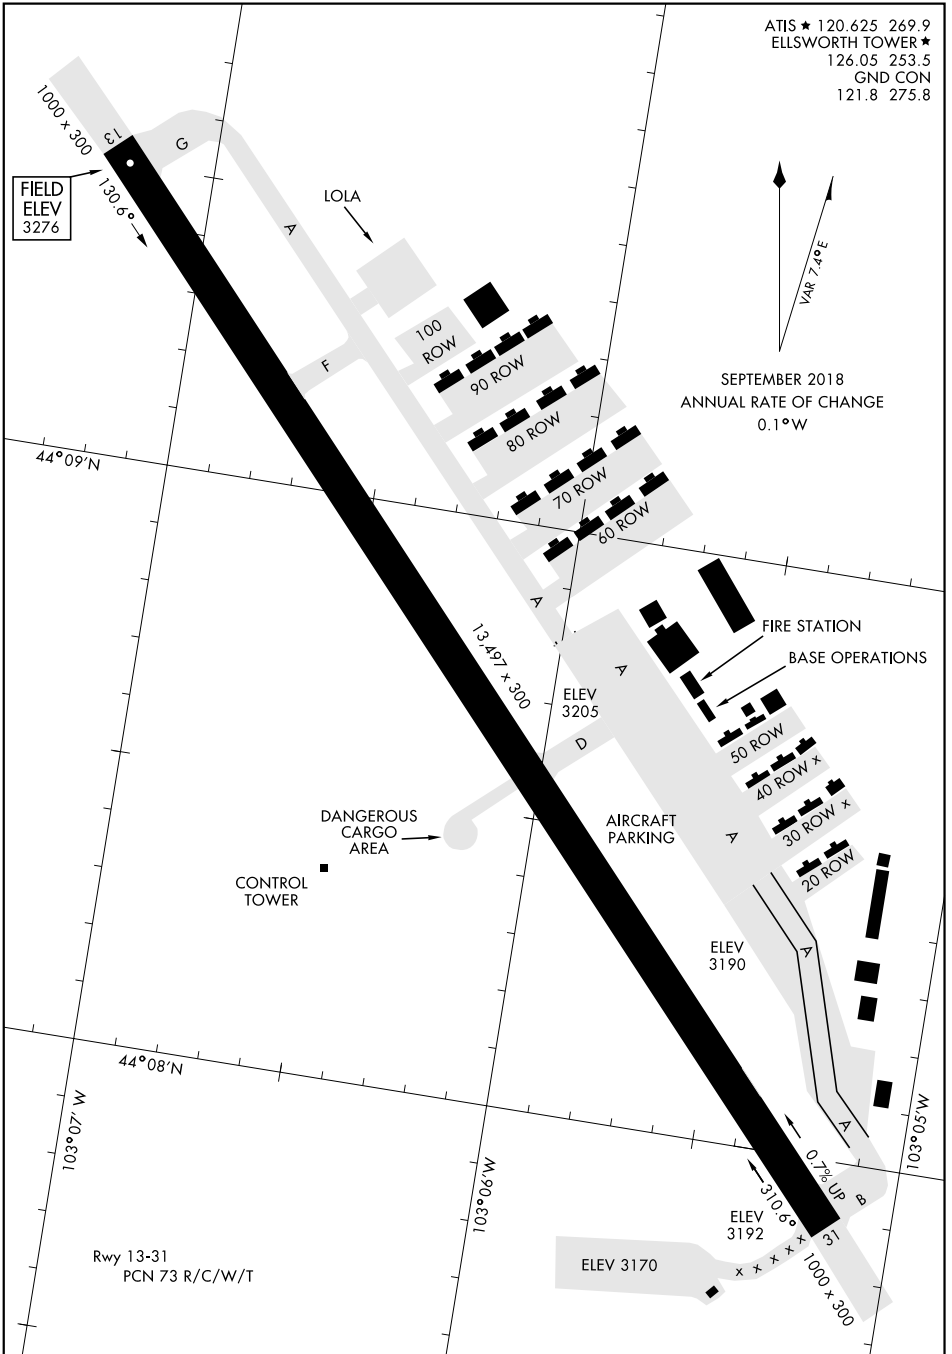 ATIS ★ 120.625 269.9
ELLSWORTH TOWER ★
126.05 253.5
GND CON
121.8 275.8
1000 x 300
13
G
FIELD
ELEV
3276
130.6°
LOLA
A
VAR 7.4° E
100
ROW
F
90 ROW
SEPTEMBER 2018
ANNUAL RATE OF CHANGE
0.1° W
80 ROW
44°09'N
70 ROW
60 ROW
A
13,497 x 300
FIRE STATION
BASE OPERATIONS
A
ELEV
3205
D
50 ROW
40 ROW x
DANGEROUS
CARGO
AREA
AIRCRAFT
PARKING
A
30 ROW x
20 ROW
CONTROL
TOWER
ELEV
3190
A
44°08'N
103°07' W
103°06'W
103°05'W
A
0.7% UP
310.6°
B
ELEV
3192
31
x x x x x
Rwy 13-31
PCN 73 R/C/W/T
ELEV 3170
1000 x 300